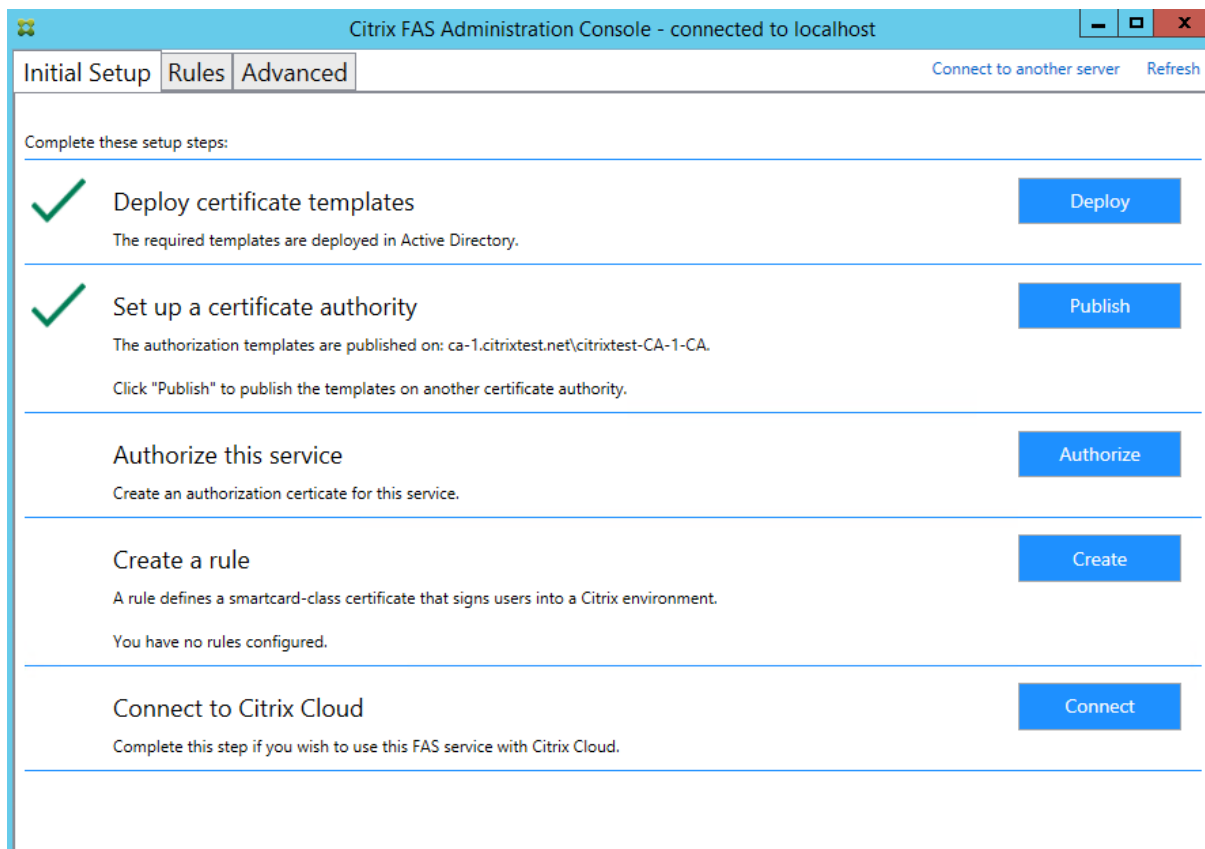 Citrix FAS Administration Console - connected to localhost
Initial Setup Rules Advanced Connect to another server Refresh
Complete these setup steps:
Deploy certificate templates Deploy
The required templates are deployed in Active Directory.
Set up a certificate authority Publish
The authorization templates are published on: ca-1.citrixtest.net\citrixtest-CA-1-CA.
Click "Publish" to publish the templates on another certificate authority.
Authorize this service Authorize
Create an authorization certicate for this service.
Create a rule Create
A rule defines a smartcard-class certificate that signs users into a Citrix environment.
You have no rules configured.
Connect to Citrix Cloud Connect
Complete this step if you wish to use this FAS service with Citrix Cloud.